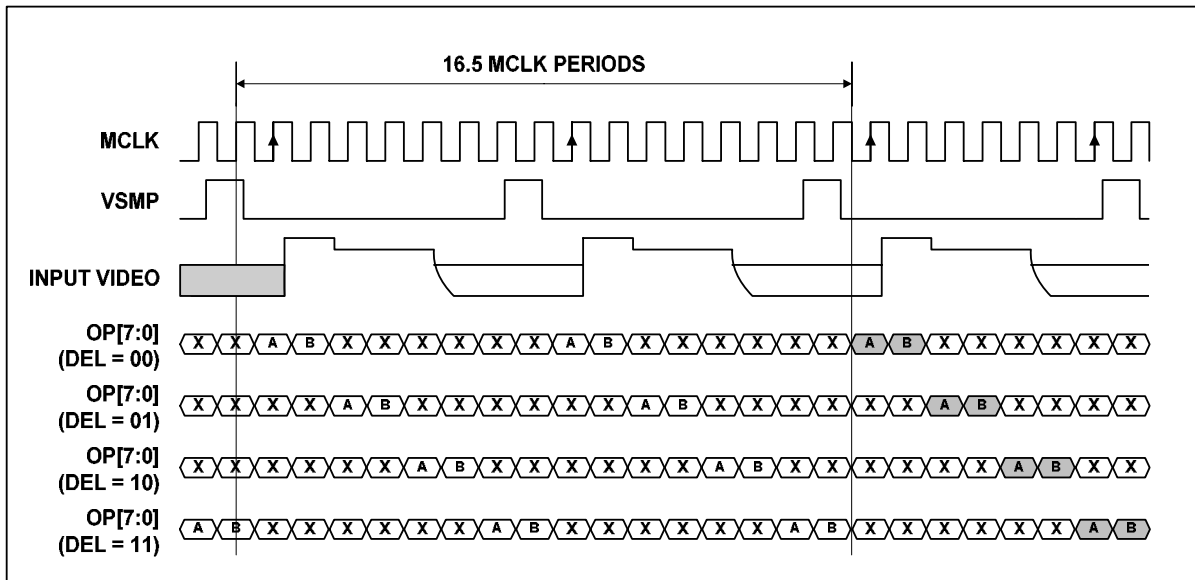 16.5 MCLK PERIODS
MCLK
VSMP
INPUT VIDEO
OP[7:0]
(DEL = 00)
X X A B X X X X X X A B X X X X X X A B X X X X X X
OP[7:0]
(DEL = 01)
X X X X A B X X X X X X A B X X X X X X A B X X X X
OP[7:0]
(DEL = 10)
X X X X X X A B X X X X X X A B X X X X X X A B X X
OP[7:0]
(DEL = 11)
A B X X X X X X A B X X X X X X A B X X X X X X A B